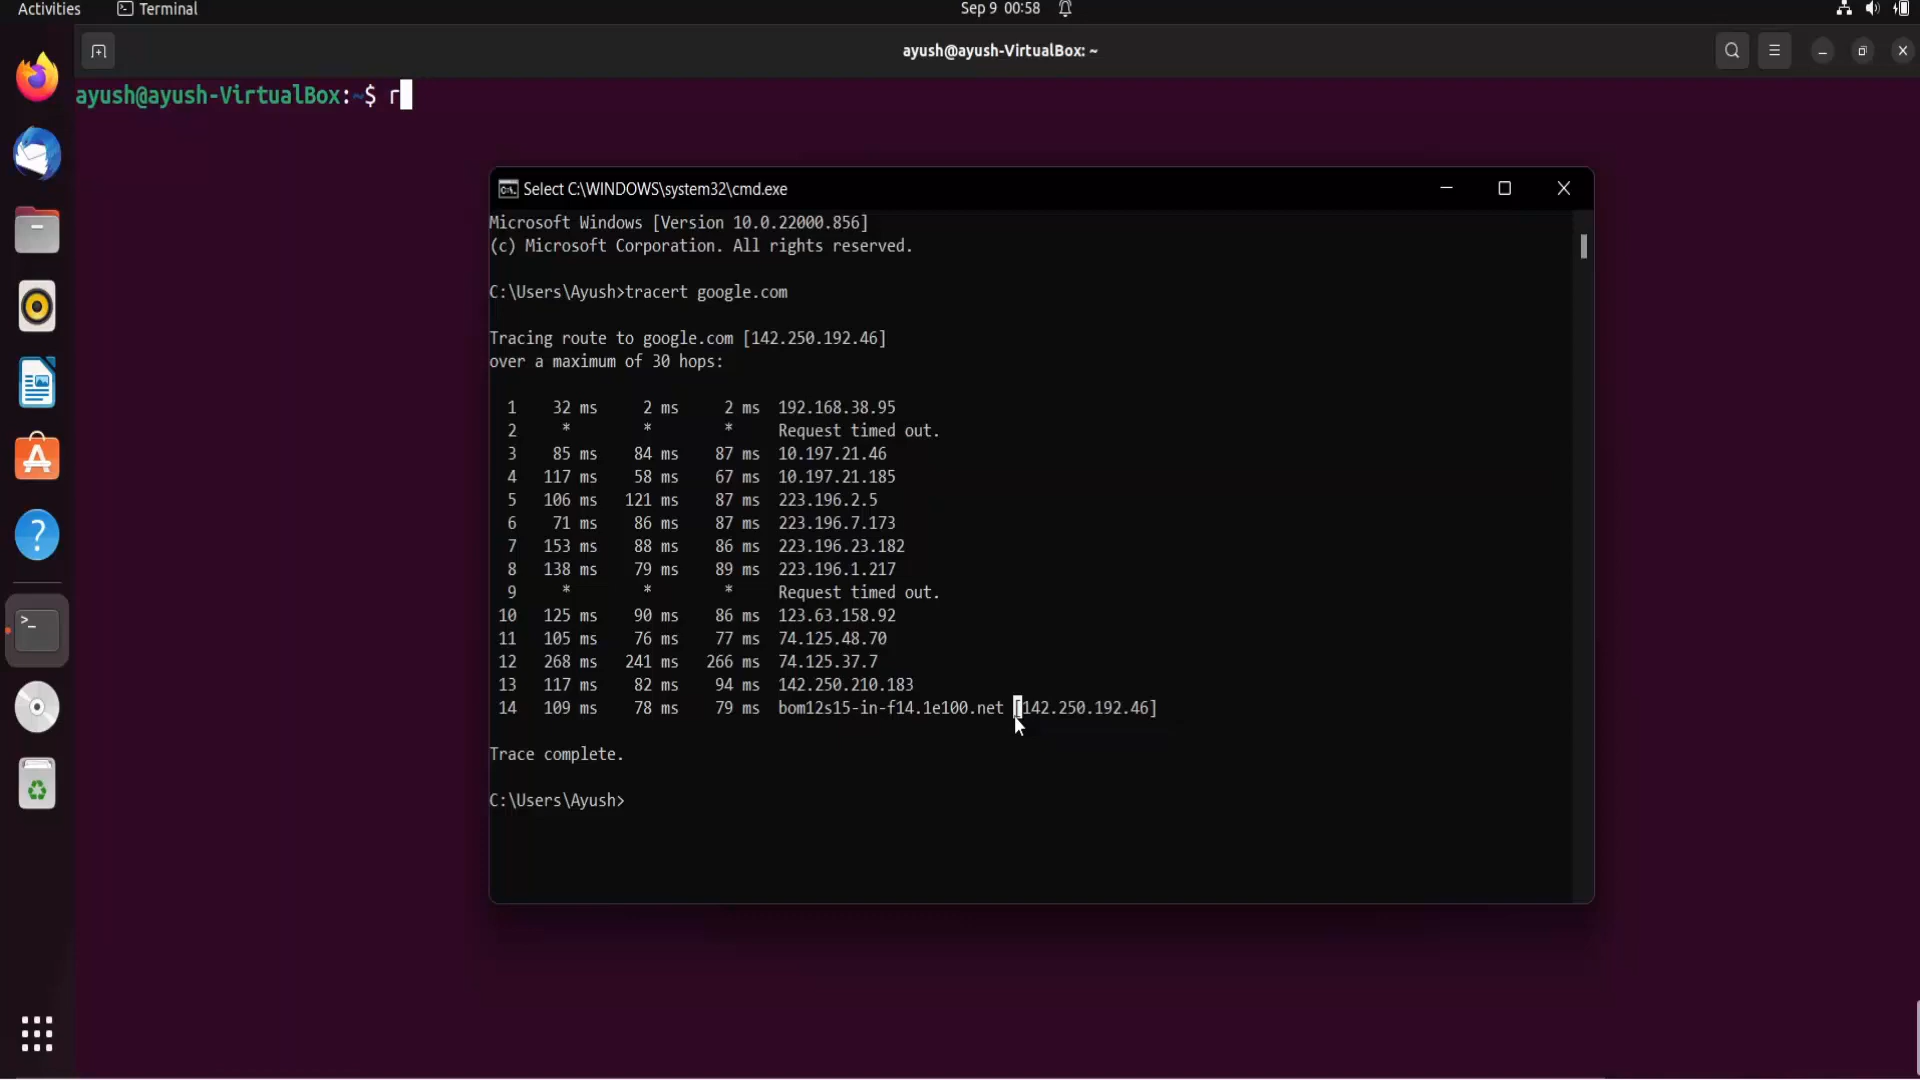 Activities Terminal Sep 9 00:58
ayush@ayush-VirtualBox: ~
ayush@ayush-VirtualBox:~$ r
Select C:\WINDOWS\system32\cmd.exe
Microsoft Windows [Version 10.0.22000.856]
(c) Microsoft Corporation. All rights reserved.
C:\Users\Ayush>tracert google.com
Tracing route to google.com [142.250.192.46]
over a maximum of 30 hops:
1 32 ms 2 ms 2 ms 192.168.38.95
2 * * * Request timed out.
3 85 ms 84 ms 87 ms 10.197.21.46
4 117 ms 58 ms 67 ms 10.197.21.185
5 106 ms 121 ms 87 ms 223.196.2.5
6 71 ms 86 ms 87 ms 223.196.7.173
7 153 ms 88 ms 86 ms 223.196.23.182
8 138 ms 79 ms 89 ms 223.196.1.217
9 * * * Request timed out.
10 125 ms 90 ms 86 ms 123.63.158.92
11 105 ms 76 ms 77 ms 74.125.48.70
12 268 ms 241 ms 266 ms 74.125.37.7
13 117 ms 82 ms 94 ms 142.250.210.183
14 109 ms 78 ms 79 ms bom12s15-in-f14.1e100.net [142.250.192.46]
Trace complete.
C:\Users\Ayush>